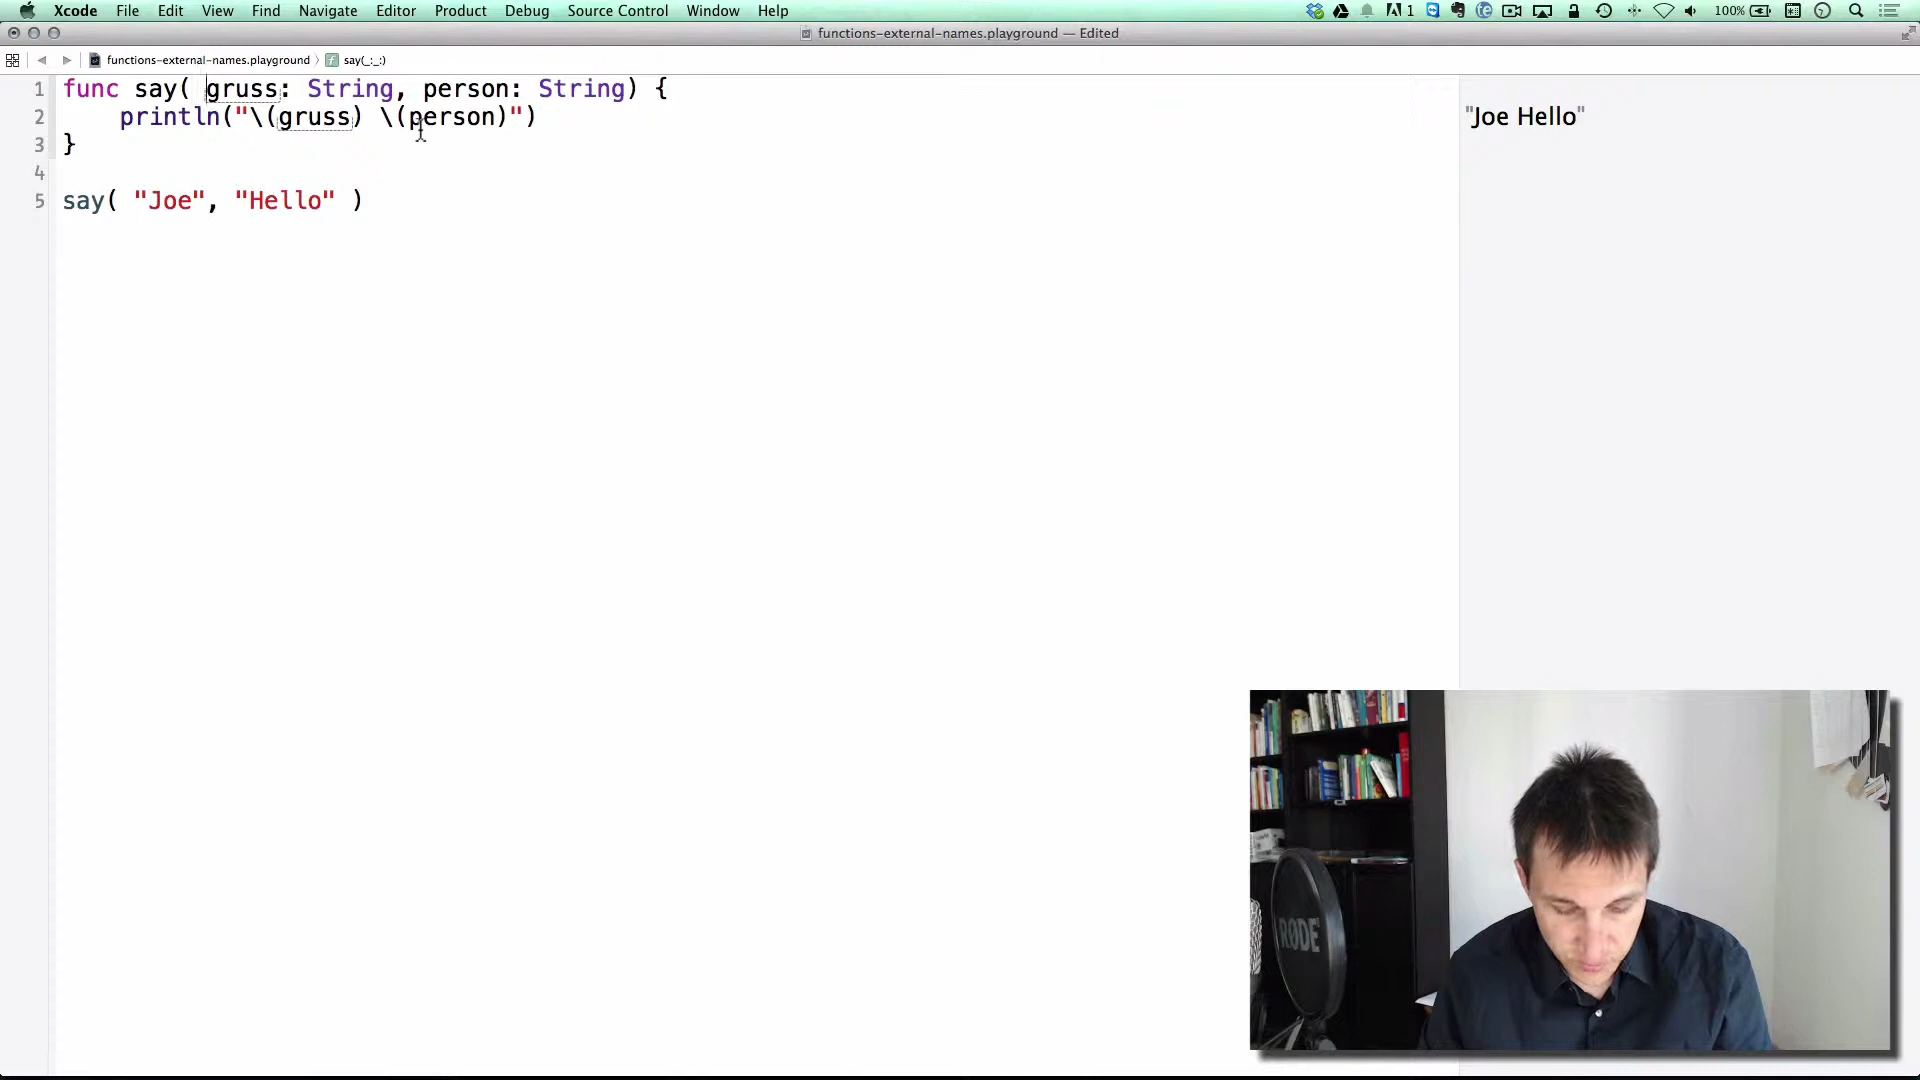 Xcode File Edit View Find Navigate Editor Product Debug Source Control Window Help 1 100%
functions-external-names.playground — Edited
functions-external-names.playground 〉 f say(_:_:)
1 func say( gruss: String, person: String) {
2 println("\(gruss) \(person)")
3 }
4
5 say( "Joe", "Hello" )
"Joe Hello"
RØDE